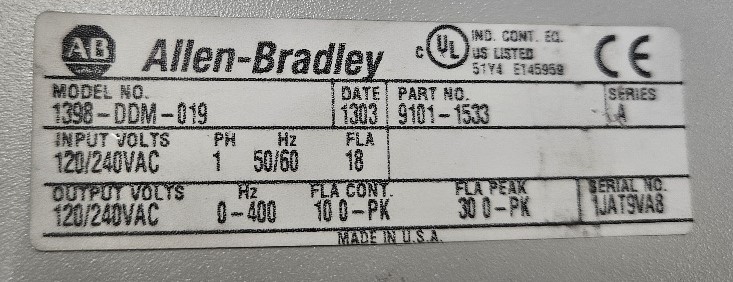 AB Allen-Bradley
C UL US LISTED
IND. CONT. EQ.
51Y4 E145959
CE
MODEL NO. DATE PART NO. SERIES
1398-DDM-019 1303 9101-1533 A
INPUT VOLTS PH Hz FLA
120/240VAC 1 50/60 18
OUTPUT VOLTS Hz FLA CONT. FLA PEAK SERIAL NO.
120/240VAC 0-400 10 0-PK 30 0-PK 1JAT9VA8
MADE IN U.S.A.